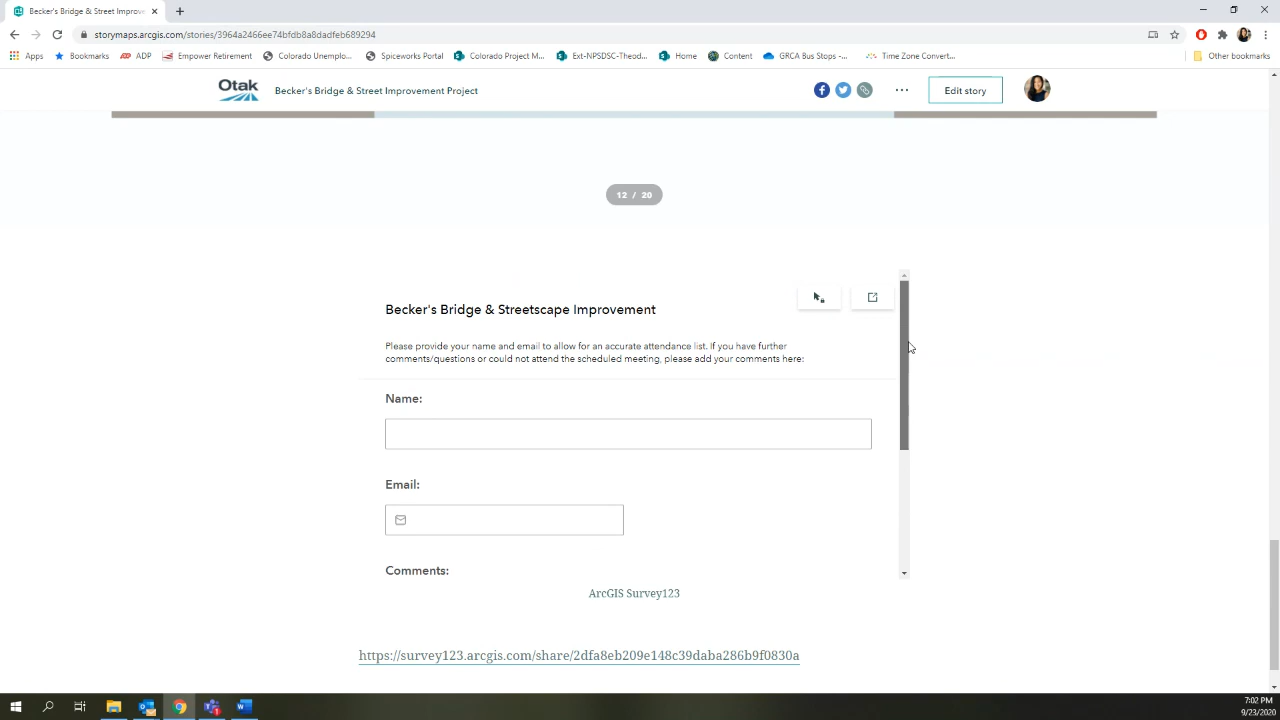 Becker's Bridge & Street Improve
storymaps.arcgis.com/stories/3964a2466ee74bfdb8a8dadfeb689294
Apps
Bookmarks
ADP
Empower Retirement
Colorado Unemplo...
Spiceworks Portal
Colorado Project M...
Ext-NPSDSC-Theod...
Home
Content
GRCA Bus Stops -...
Time Zone Convert...
Other bookmarks
Otak
Becker's Bridge & Street Improvement Project
Edit story
12 / 20
Becker's Bridge & Streetscape Improvement
Please provide your name and email to allow for an accurate attendance list. If you have further
comments/questions or could not attend the scheduled meeting, please add your comments here:
Name:
Email:
Comments:
ArcGIS Survey123
https://survey123.arcgis.com/share/2dfa8eb209e148c39daba286b9f0830a
7:02 PM
9/23/2020